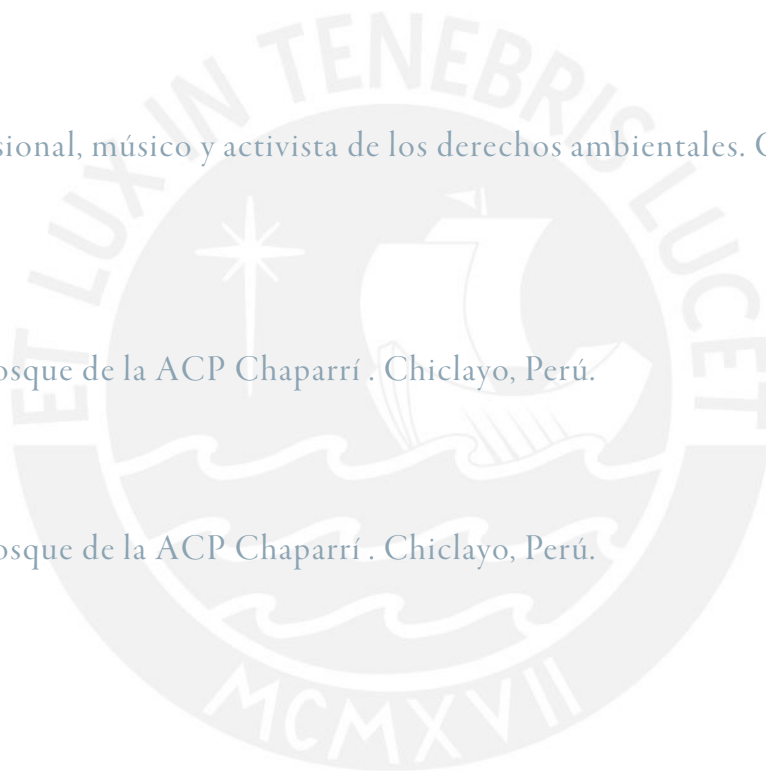 ET LUX IN TENEBRIS LUCET
sional, músico y activista de los derechos ambientales.
osque de la ACP Chaparrí . Chiclayo, Perú.
osque de la ACP Chaparrí . Chiclayo, Perú.
MCMXVII